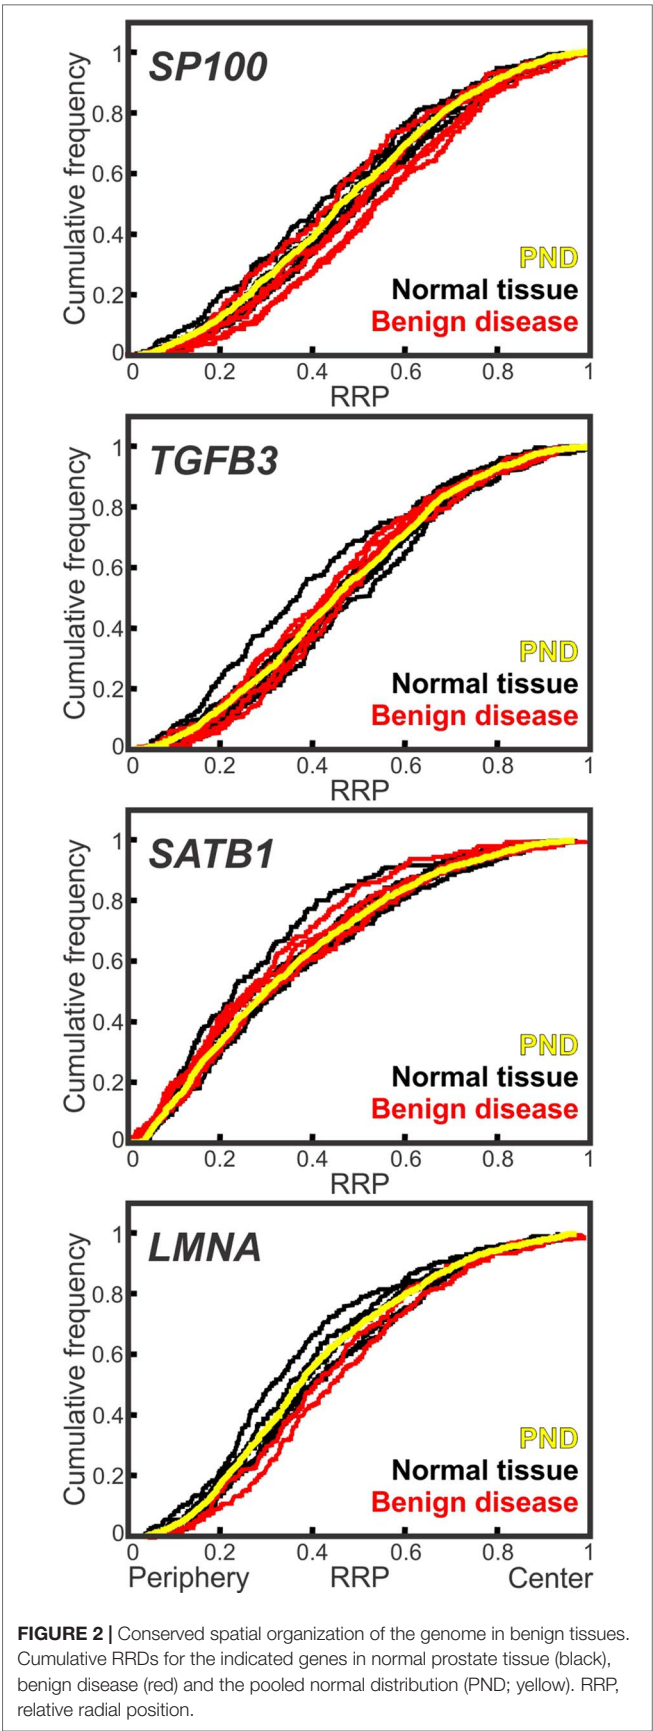 SP100
Cumulative frequency
1
0.8
0.6
0.4
0.2
0
PND
Normal tissue
Benign disease
0 0.2 0.4 0.6 0.8 1
RRP
TGFB3
Cumulative frequency
1
0.8
0.6
0.4
0.2
0
PND
Normal tissue
Benign disease
0 0.2 0.4 0.6 0.8 1
RRP
SATB1
Cumulative frequency
1
0.8
0.6
0.4
0.2
0
PND
Normal tissue
Benign disease
0 0.2 0.4 0.6 0.8 1
RRP
LMNA
Cumulative frequency
1
0.8
0.6
0.4
0.2
0
PND
Normal tissue
Benign disease
0 0.2 0.4 0.6 0.8 1
Periphery RRP Center
FIGURE 2 | Conserved spatial organization of the genome in benign tissues.
Cumulative RRDs for the indicated genes in normal prostate tissue (black),
benign disease (red) and the pooled normal distribution (PND; yellow). RRP,
relative radial position.